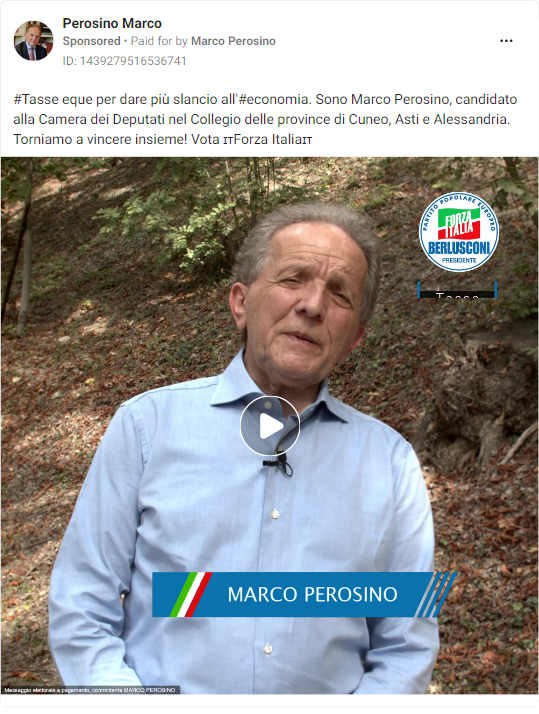 Perosino Marco
Sponsored • Paid for by Marco Perosino
ID: 1439279516536741
#Tasse eque per dare più slancio all'#economia. Sono Marco Perosino, candidato
alla Camera dei Deputati nel Collegio delle province di Cuneo, Asti e Alessandria.
Torniamo a vincere insieme! Vota ɪᴛForza Italiaɪᴛ
PARTITO POPOLARE EUROPEO
FORZA
ITALIA
BERLUSCONI
PRESIDENTE
Tasse
MARCO PEROSINO
Messaggio elettorale a pagamento, committente MARCO PEROSINO